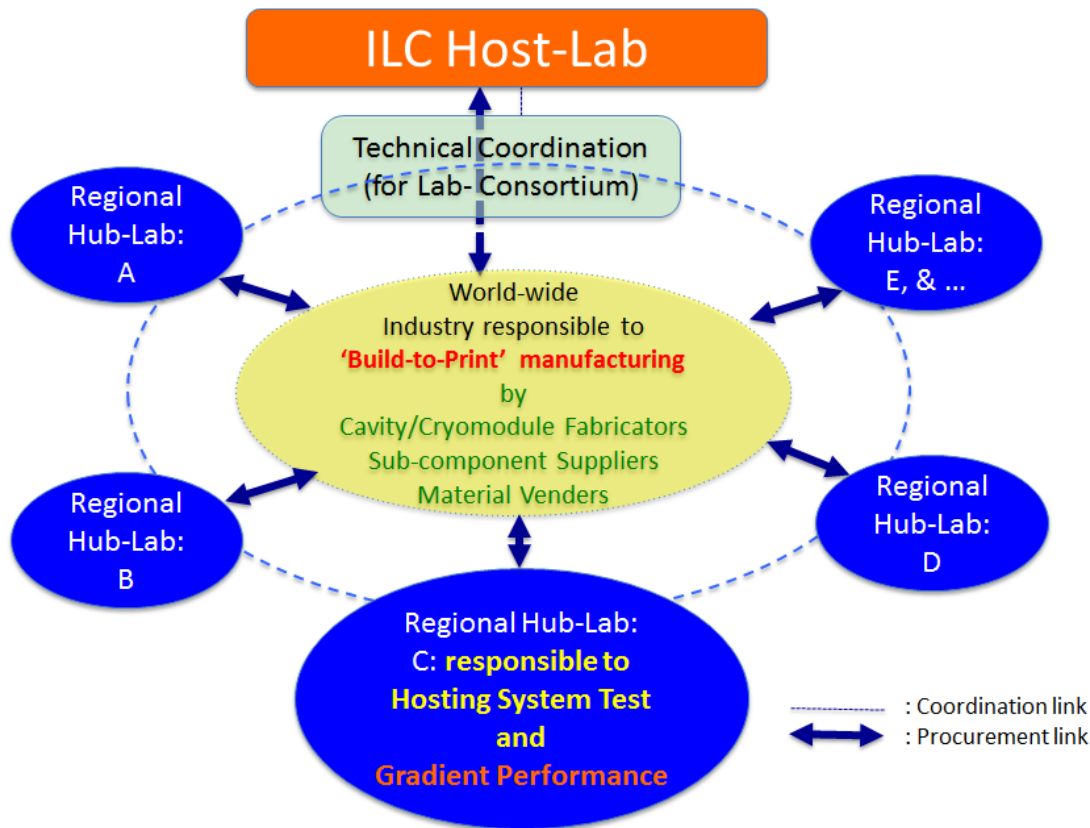 ILC Host-Lab
Technical Coordination
(for Lab- Consortium)
Regional
Hub-Lab:
A
Regional
Hub-Lab:
E, & ...
World-wide
Industry responsible to
‘Build-to-Print’ manufacturing
by
Cavity/Cryomodule Fabricators
Sub-component Suppliers
Material Venders
Regional
Hub-Lab:
B
Regional
Hub-Lab:
D
Regional Hub-Lab:
C: responsible to
Hosting System Test
and
Gradient Performance
: Coordination link
: Procurement link